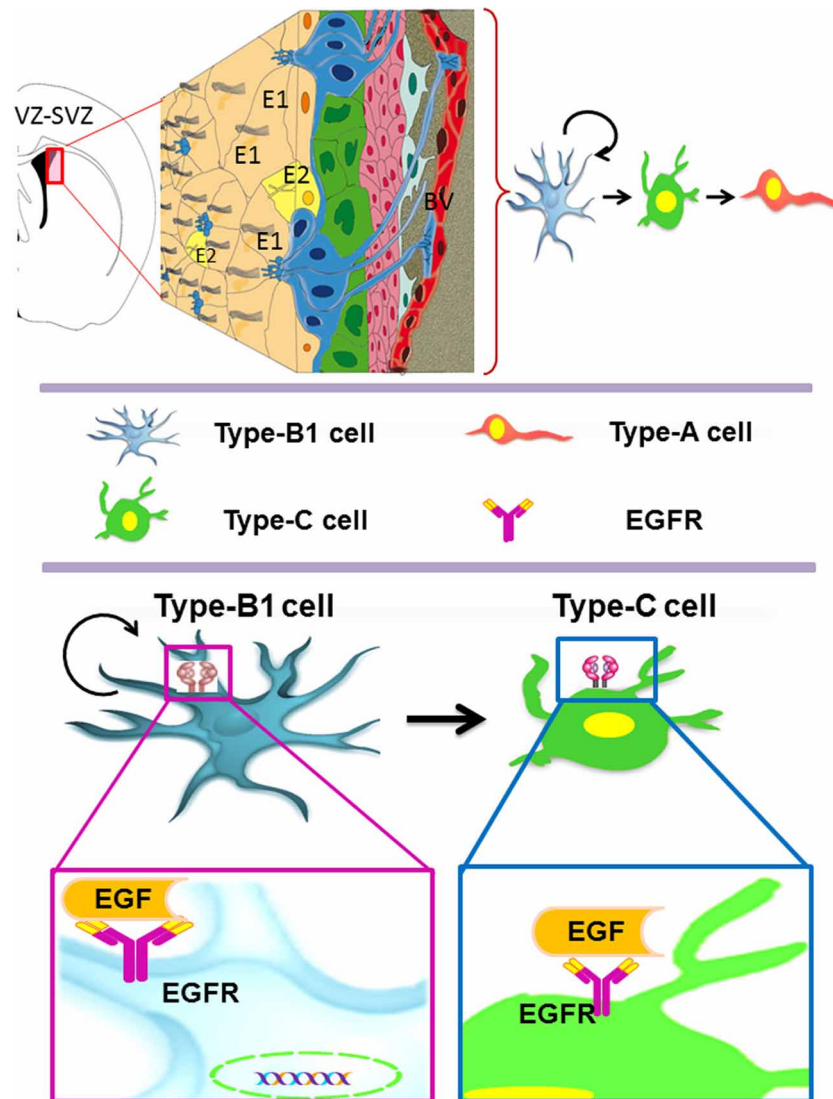 VZ-SVZ
E1
E1
E2
BV
E1
E2
Type-B1 cell
Type-A cell
Type-C cell
EGFR
Type-B1 cell
Type-C cell
EGF
EGFR
EGF
EGFR